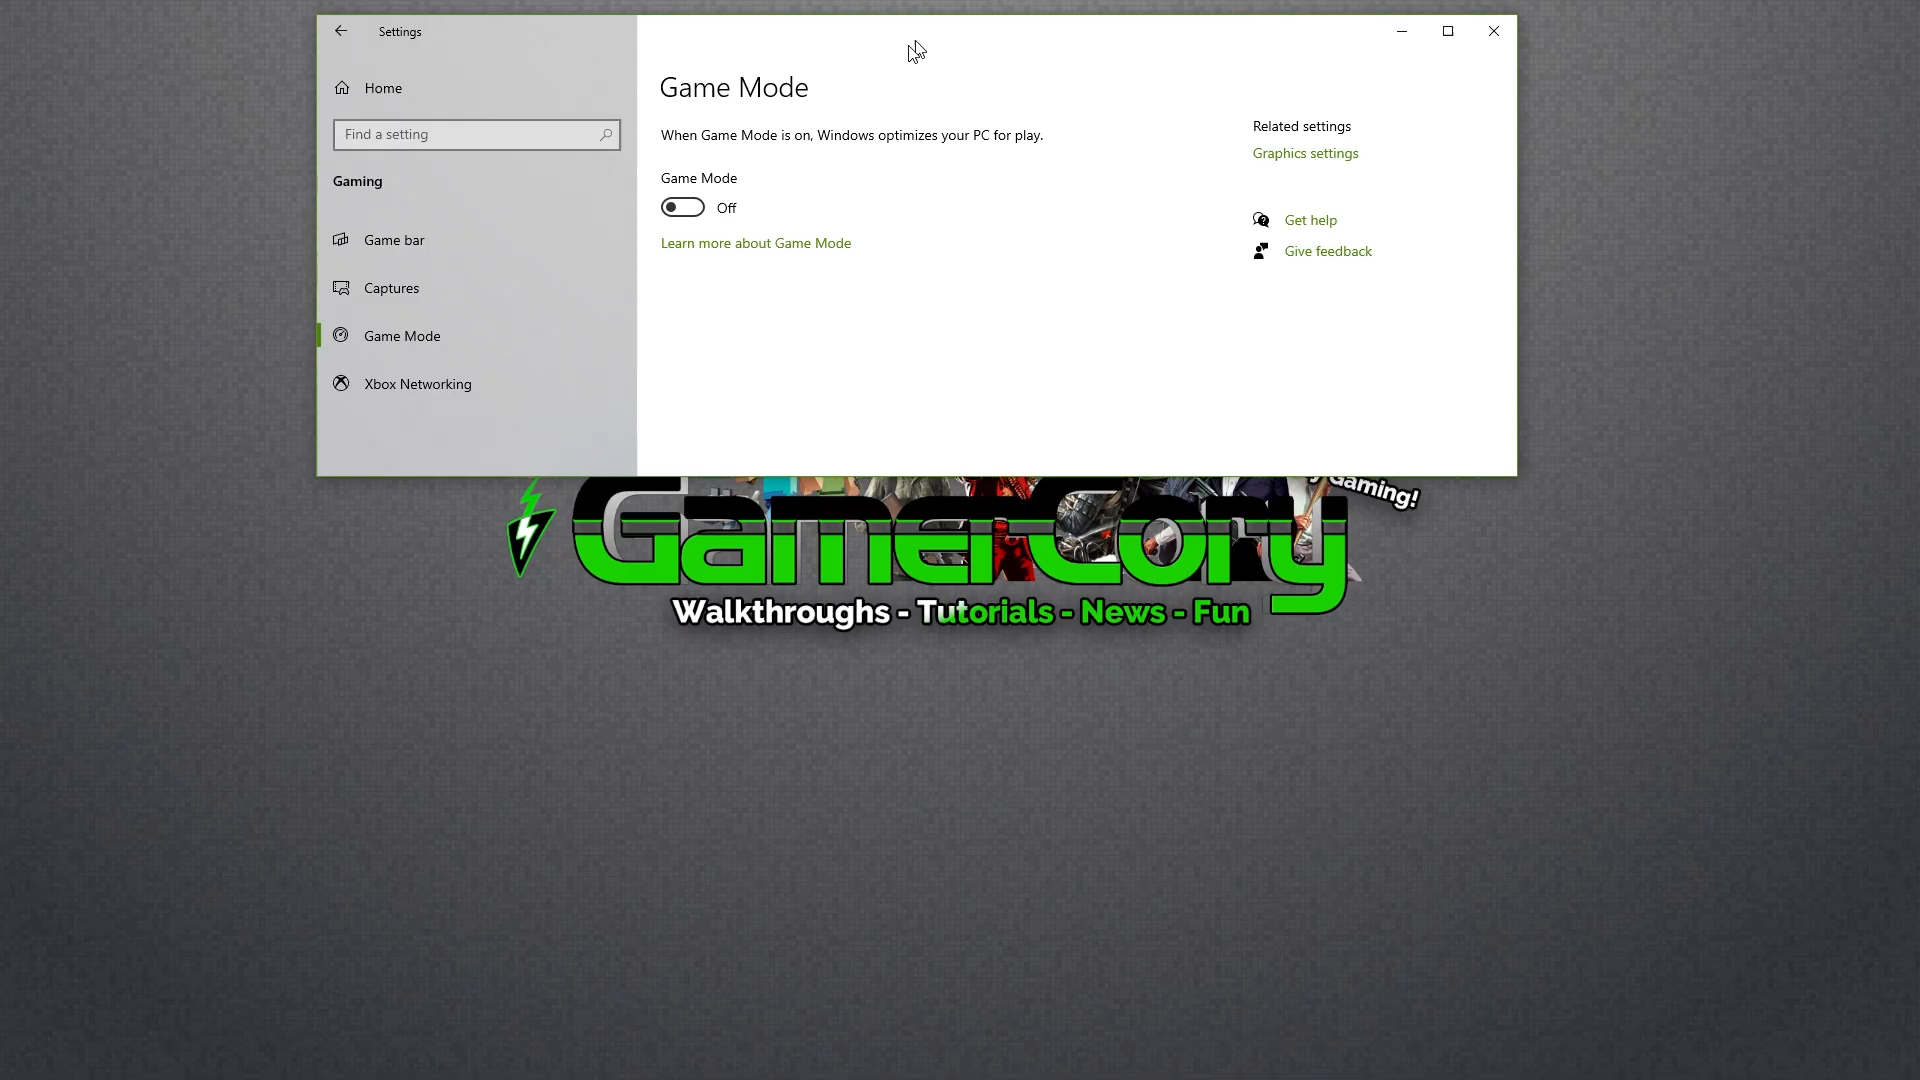 Settings
Home
Find a setting
Gaming
Game bar
Captures
Game Mode
Xbox Networking
Game Mode
When Game Mode is on, Windows optimizes your PC for play.
Game Mode
Off
Learn more about Game Mode
Related settings
Graphics settings
Get help
Give feedback
Gaming!
GamerCory
Walkthroughs - Tutorials - News - Fun